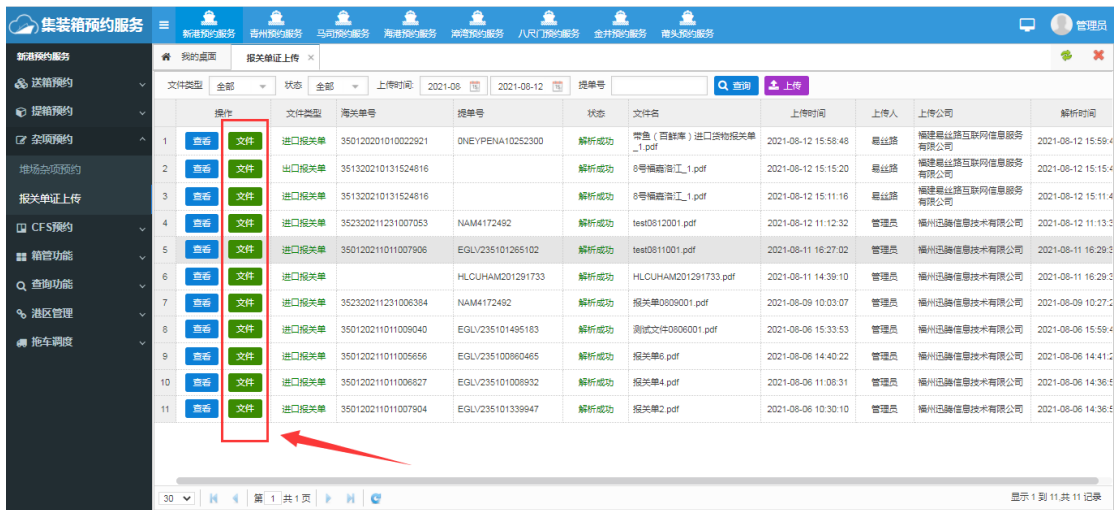 集装箱预约服务
新港预约服务 青州预约服务 马司预约服务 海港预约服务 神湾预约服务 八尺门预约服务 金井预约服务 莆头预约服务
管理员
新港预约服务
我的桌面 报关单证上传 ×
送箱预约
提箱预约
杂项预约
堆场杂项预约
报关单证上传
CFS预约
箱管功能
查询功能
港区管理
拖车调度
文件类型 全部 状态 全部 上传时间: 2021-08- 2021-08-12 提单号 查询 上传
操作 文件类型 海关单号 提单号 状态 文件名 上传时间 上传人 上传公司 解析时间
1 查看 文件 进口报关单 350120201010022921 0NEYPENA10252300 解析成功 带鱼（百鲜库）进口货物报关单_1.pdf 2021-08-12 15:58:48 易丝路 福建易丝路互联网信息服务有限公司 2021-08-12 15:59:4
2 查看 文件 出口报关单 351320210131524816 解析成功 8号福嘉洛江_1.pdf 2021-08-12 15:15:20 易丝路 福建易丝路互联网信息服务有限公司 2021-08-12 15:15:4
3 查看 文件 进口报关单 351320210131524816 解析成功 8号福嘉洛江_1.pdf 2021-08-12 15:11:16 易丝路 福建易丝路互联网信息服务有限公司 2021-08-12 15:11:4
4 查看 文件 进口报关单 352320211231007053 NAM4172492 解析成功 test0812001.pdf 2021-08-12 11:12:32 管理员 福州迅腾信息技术有限公司 2021-08-12 11:13:3
5 查看 文件 进口报关单 350120211011007906 EGLV235101265102 解析成功 test0811001.pdf 2021-08-11 16:27:02 管理员 福州迅腾信息技术有限公司 2021-08-11 16:29:3
6 查看 文件 进口报关单 HLCUHAM201291733 解析成功 HLCUHAM201291733.pdf 2021-08-11 14:39:10 管理员 福州迅腾信息技术有限公司 2021-08-11 16:29:3
7 查看 文件 进口报关单 352320211231006384 NAM4172492 解析成功 报关单0809001.pdf 2021-08-09 10:03:07 管理员 福州迅腾信息技术有限公司 2021-08-09 10:27:2
8 查看 文件 进口报关单 350120211011009040 EGLV235101495183 解析成功 测试文件0806001.pdf 2021-08-06 15:33:53 管理员 福州迅腾信息技术有限公司 2021-08-06 15:59:4
9 查看 文件 进口报关单 350120211011005656 EGLV235100860465 解析成功 报关单6.pdf 2021-08-06 14:40:22 管理员 福州迅腾信息技术有限公司 2021-08-06 14:41:2
10 查看 文件 进口报关单 350120211011006827 EGLV235101008932 解析成功 报关单4.pdf 2021-08-06 11:08:31 管理员 福州迅腾信息技术有限公司 2021-08-06 14:36:5
11 查看 文件 进口报关单 350120211011007904 EGLV235101339947 解析成功 报关单2.pdf 2021-08-06 10:30:10 管理员 福州迅腾信息技术有限公司 2021-08-06 14:36:5
30 第 1 共1页 显示 1 到 11,共 11 记录